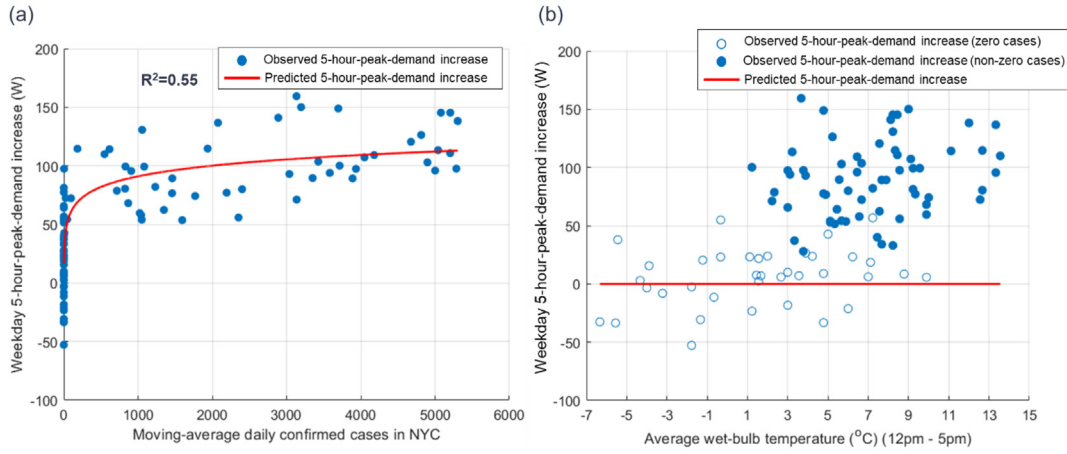 (a)
Observed 5-hour-peak-demand increase
Predicted 5-hour-peak-demand increase
R²=0.55
Weekday 5-hour-peak-demand increase (W)
200
150
100
50
0
-50
-100
0 1000 2000 3000 4000 5000 6000
Moving-average daily confirmed cases in NYC
(b)
Observed 5-hour-peak-demand increase (zero cases)
Observed 5-hour-peak-demand increase (non-zero cases)
Predicted 5-hour-peak-demand increase
Weekday 5-hour-peak-demand increase (W)
200
150
100
50
0
-50
-100
-7 -5 -3 -1 1 3 5 7 9 11 13 15
Average wet-bulb temperature (°C) (12pm - 5pm)